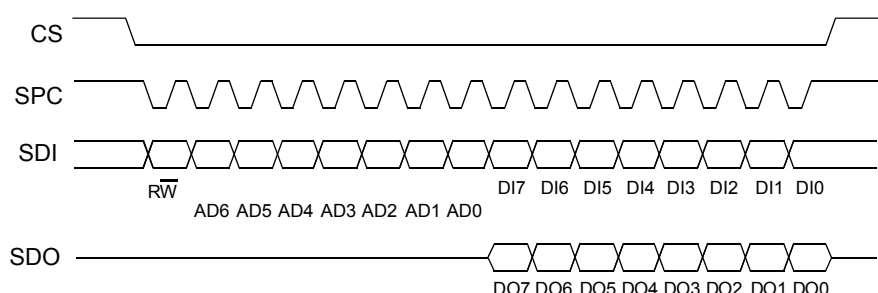 CS
SPC
SDI
RW̅
DI7 DI6 DI5 DI4 DI3 DI2 DI1 DI0
AD6 AD5 AD4 AD3 AD2 AD1 AD0
SDO
DO7 DO6 DO5 DO4 DO3 DO2 DO1 DO0